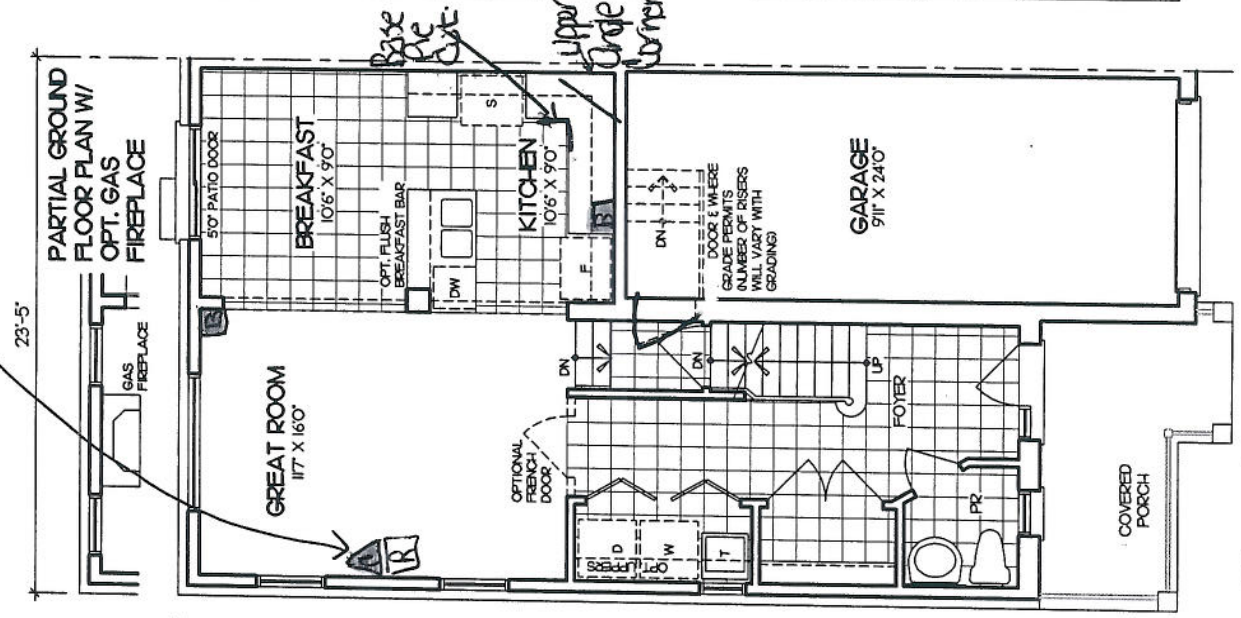 Base
Pie
Cut.
Upper
Angle
Corner
PARTIAL GROUND
FLOOR PLAN W/
OPT. GAS
FIREPLACE
23'-5"
GAS
FIREPLACE
5'0" PATIO DOOR
BREAKFAST
10'6" X 9'0"
OPT. FLUSH
BREAKFAST BAR
DW
S
KITCHEN
10'6" X 9'0"
B
F
B
GREAT ROOM
11'7" X 16'0"
R
OPTIONAL
FRENCH
DOOR
DN
DN
UP
DN
DOOR & WHERE
GRADE PERMITS
(NUMBER OF RISERS
WILL VARY WITH
GRADING)
GARAGE
9'11" X 24'0"
FOYER
D
W
OPT UPPERS
T
PR
COVERED
PORCH